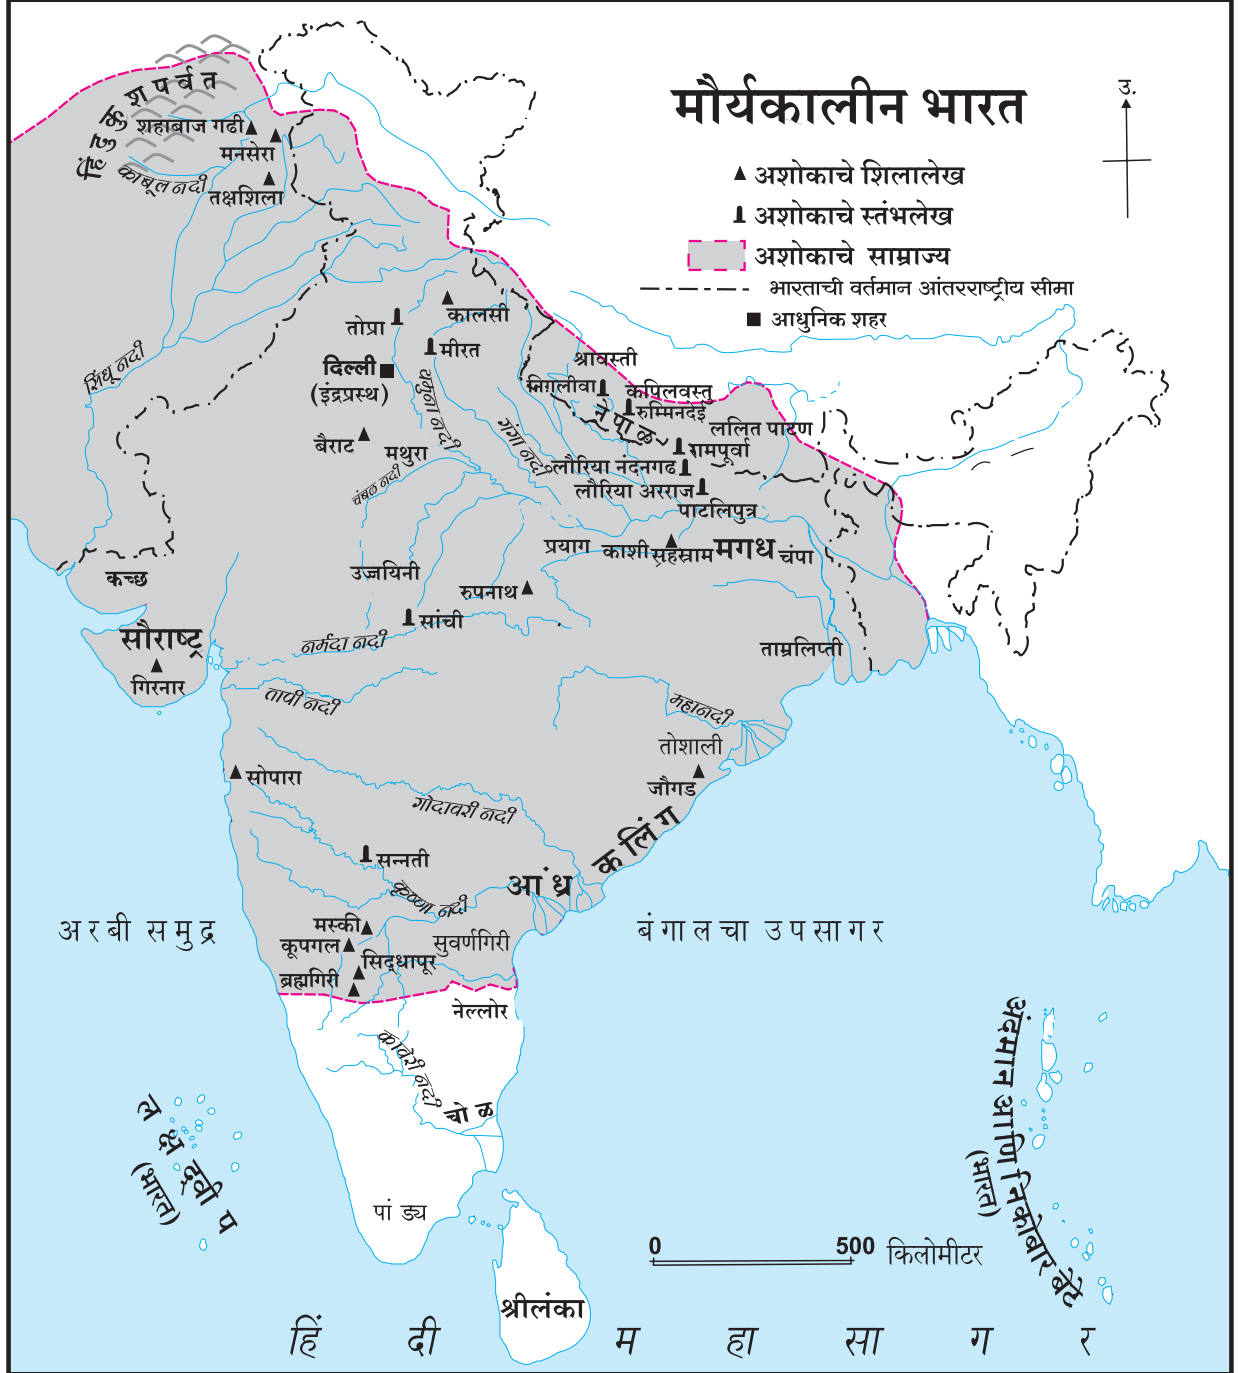 मौर्यकालीन भारत
उ.
अशोकाचे शिलालेख
अशोकाचे स्तंभलेख
अशोकाचे साम्राज्य
भारताची वर्तमान आंतरराष्ट्रीय सीमा
आधुनिक शहर
हिंदुकुश पर्वत
शहाबाज गढी
मनसेरा
काबूल नदी
तक्षशिला
कालसी
तोप्रा
मीरत
सिंधू नदी
दिल्ली
(इंद्रप्रस्थ)
श्रावस्ती
निगलीवा
कपिलवस्तु
रुम्मिनदेई
यमुना नदी
नेपाळ
ललित पाटण
गंगा नदी
रामपूर्वा
बैराट
मथुरा
लौरिया नंदनगढ
चंबळ नदी
लौरिया अरराज
पाटलिपुत्र
प्रयाग
काशी
सहस्राम
मगध
चंपा
कच्छ
उज्जयिनी
रुपनाथ
सांची
सौराष्ट्र
नर्मदा नदी
ताम्रलिप्ती
गिरनार
तापी नदी
महानदी
तोशाली
सोपारा
जौगड
गोदावरी नदी
कलिंग
सन्नती
आंध्र
कृष्णा नदी
अरबी समुद्र
मस्की
सुवर्णगिरी
बंगालचा उपसागर
कूपगल
सिद्धापूर
ब्रह्मगिरी
नेल्लोर
कावेरी नदी
चोळ
लक्षद्वीप
(भारत)
अंदमान आणि निकोबार बेटे
(भारत)
पांड्य
0 500 किलोमीटर
श्रीलंका
हिंदी महासागर